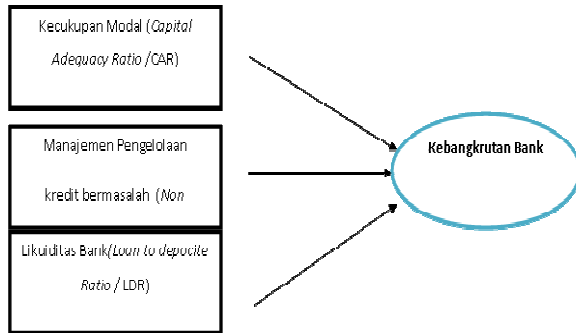 Kecukupan Modal (Capital
Adequacy Ratio /CAR)
Manajemen Pengelolaan
kredit bermasalah (Non
Likuiditas Bank/Loan to deposite
Ratio / LDR)
Kebangkrutan Bank